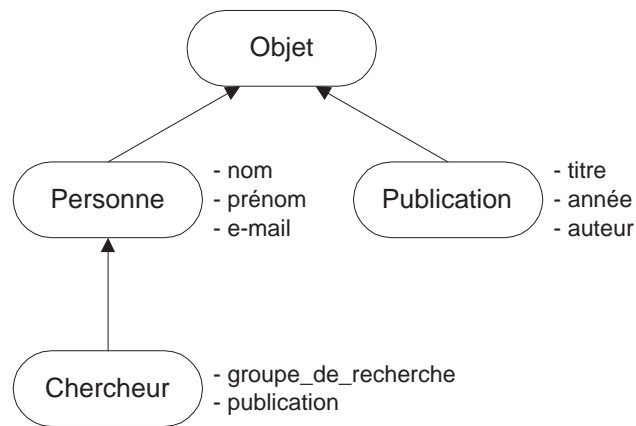 Objet
Personne
- nom
- prénom
- e-mail
Publication
- titre
- année
- auteur
Chercheur
- groupe_de_recherche
- publication